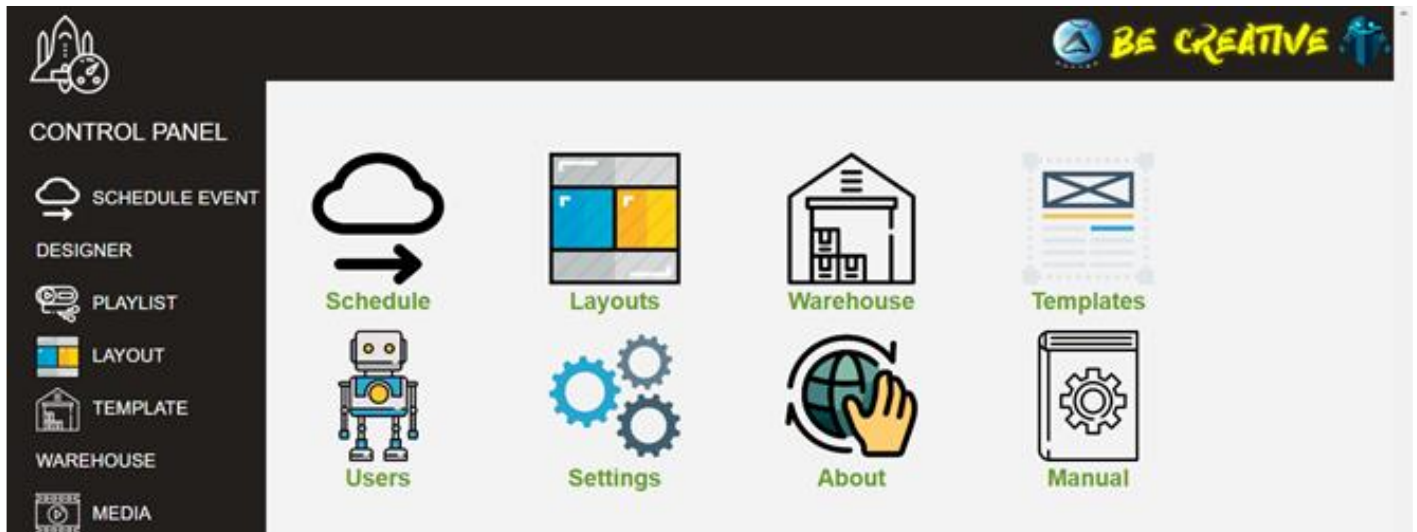 BE CREATIVE
CONTROL PANEL
SCHEDULE EVENT
DESIGNER
PLAYLIST
LAYOUT
TEMPLATE
WAREHOUSE
MEDIA
Schedule
Layouts
Warehouse
Templates
Users
Settings
About
Manual